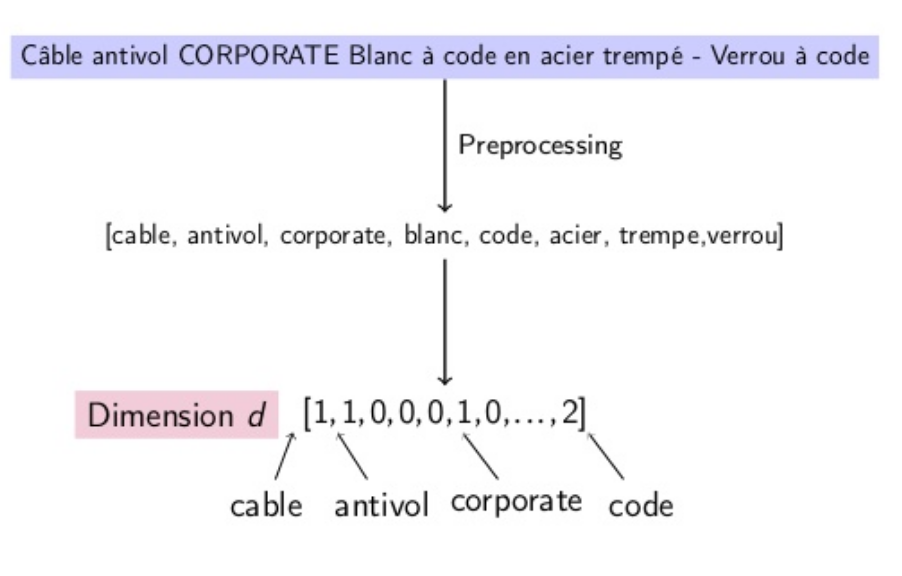 Câble antivol CORPORATE Blanc à code en acier trempé - Verrou à code
Preprocessing
[cable, antivol, corporate, blanc, code, acier, trempe,verrou]
Dimension d [1,1,0,0,0,1,0,...,2]
cable antivol corporate code